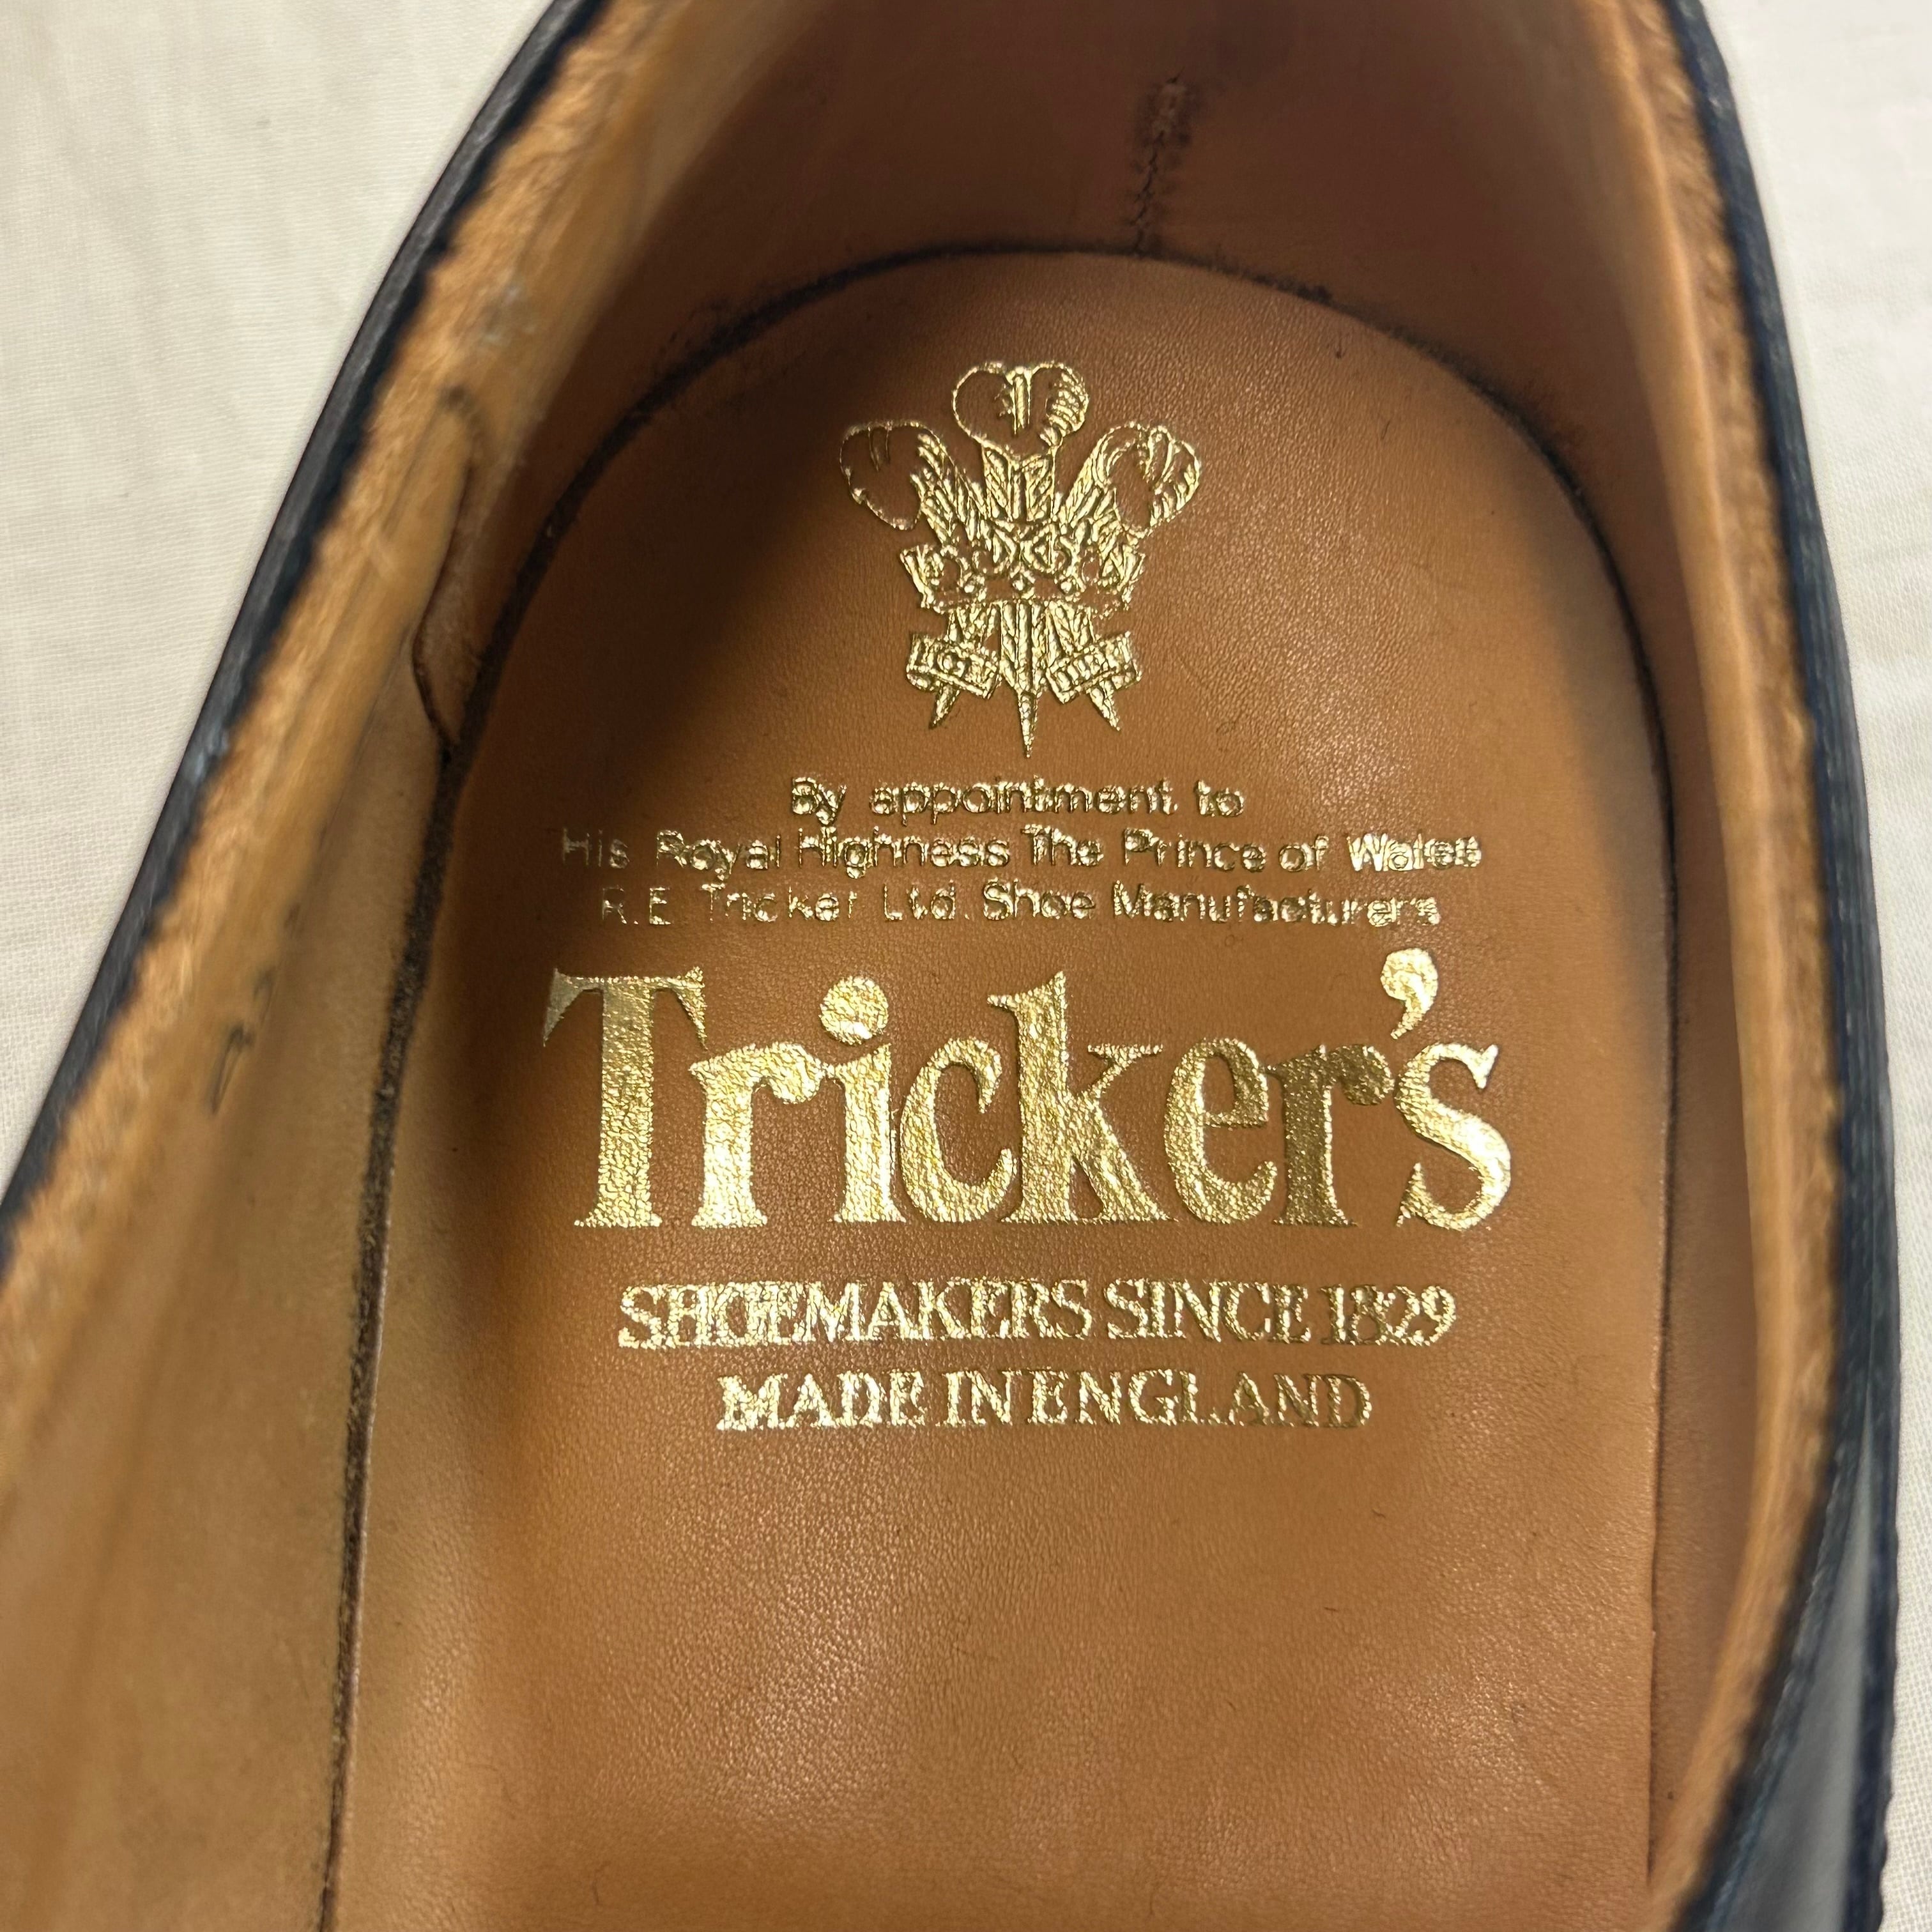 By appointment to
His Royal Highness The Prince of Wales
R.E Tricker Ltd. Shoe Manufacturers
Tricker's
SHOEMAKERS SINCE 1829
MADE IN ENGLAND